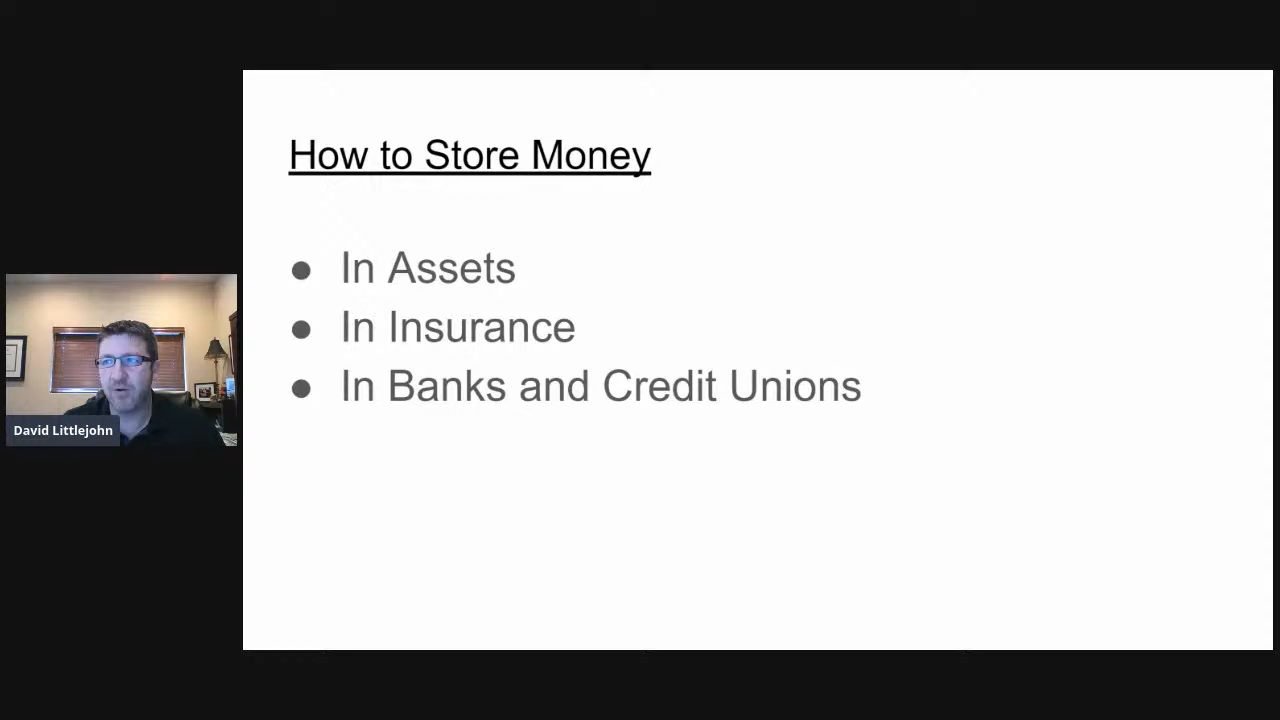 How to Store Money
● In Assets
● In Insurance
● In Banks and Credit Unions
David Littlejohn